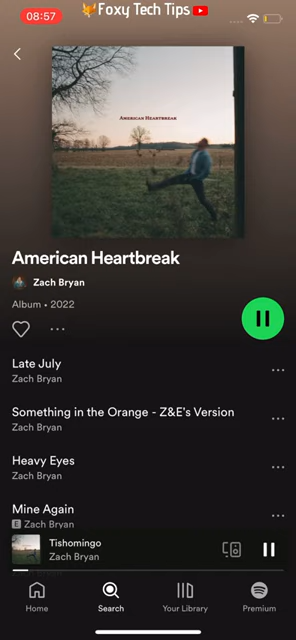 Foxy Tech Tips
08:57
AMERICAN HEARTBREAK
American Heartbreak
Zach Bryan
Album • 2022
Late July
Zach Bryan
Something in the Orange - Z&E's Version
Zach Bryan
Heavy Eyes
Zach Bryan
Mine Again
E Zach Bryan
Tishomingo
Zach Bryan
Home
Search
Your Library
Premium